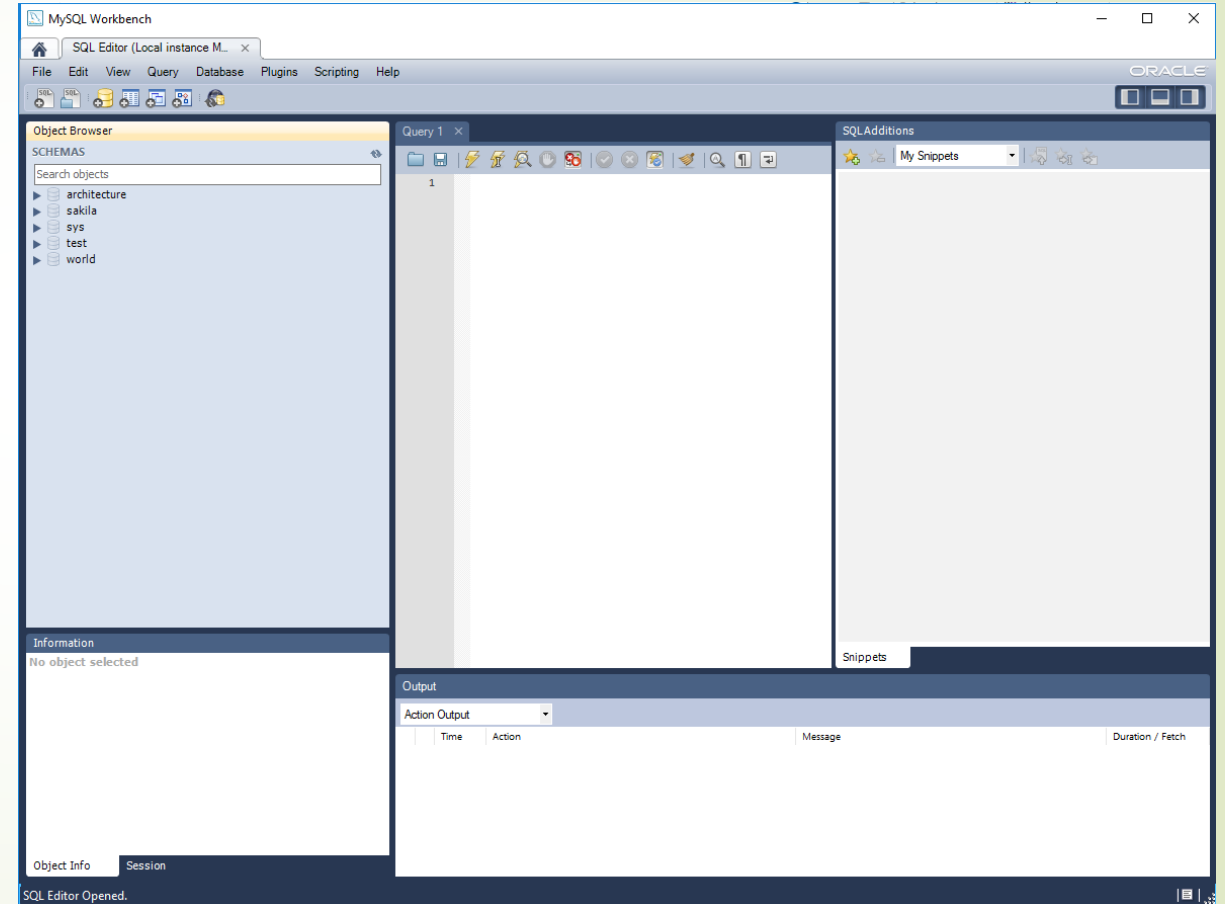 MySQL Workbench
SQL Editor (Local instance M...
File Edit View Query Database Plugins Scripting Help
ORACLE
SQL SQL
Object Browser
SCHEMAS
Search objects
architecture
sakila
sys
test
world
Information
No object selected
Object Info Session
Query 1
1
SQLAdditions
My Snippets
Snippets
Output
Action Output
Time Action Message Duration / Fetch
SQL Editor Opened.